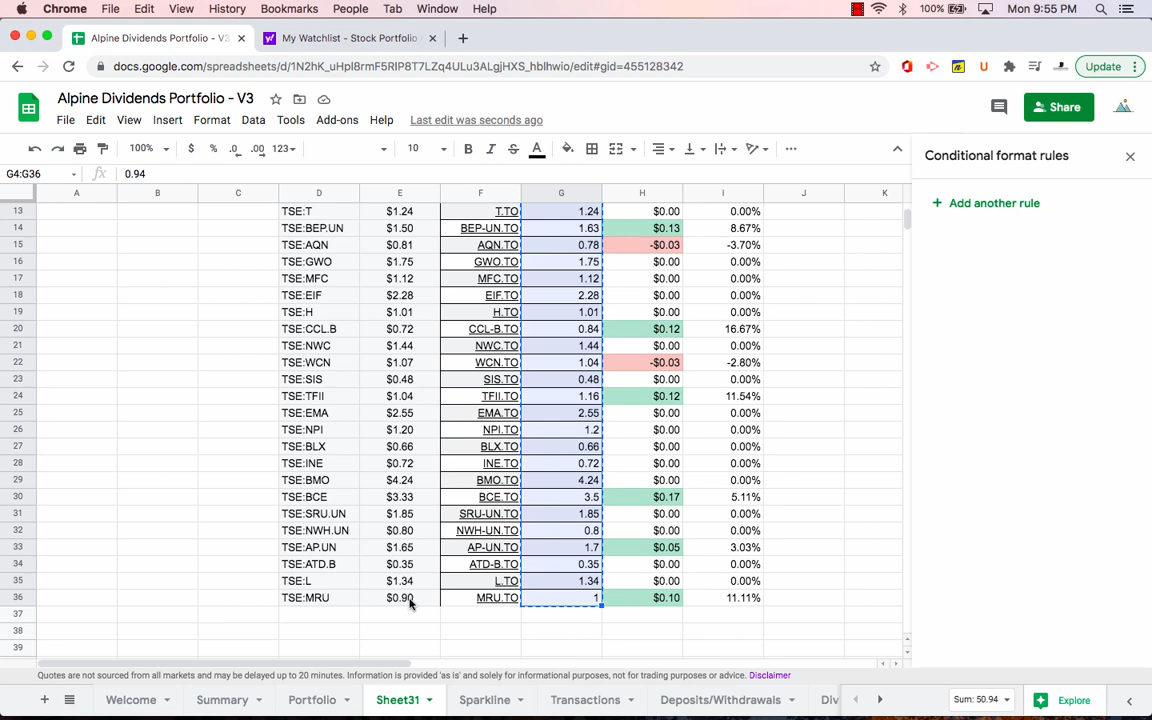 Chrome File Edit View History Bookmarks People Tab Window Help 100% Mon 9:55 PM
Alpine Dividends Portfolio - V3 × My Watchlist - Stock Portfolio × +
docs.google.com/spreadsheets/d/1N2hK_uHpI8rmF5RIP8T7LZq4ULu3ALgjHXS_hblhwio/edit#gid=455128342 Update
Alpine Dividends Portfolio - V3
File Edit View Insert Format Data Tools Add-ons Help Last edit was seconds ago Share
100% $ % .0 .00 123 10 B I S A
Conditional format rules
G4:G36 fx 0.94
+ Add another rule
A B C D E F G H I J K
13 TSE:T $1.24 T.TO 1.24 $0.00 0.00%
14 TSE:BEP.UN $1.50 BEP-UN.TO 1.63 $0.13 8.67%
15 TSE:AQN $0.81 AQN.TO 0.78 -$0.03 -3.70%
16 TSE:GWO $1.75 GWO.TO 1.75 $0.00 0.00%
17 TSE:MFC $1.12 MFC.TO 1.12 $0.00 0.00%
18 TSE:EIF $2.28 EIF.TO 2.28 $0.00 0.00%
19 TSE:H $1.01 H.TO 1.01 $0.00 0.00%
20 TSE:CCL.B $0.72 CCL-B.TO 0.84 $0.12 16.67%
21 TSE:NWC $1.44 NWC.TO 1.44 $0.00 0.00%
22 TSE:WCN $1.07 WCN.TO 1.04 -$0.03 -2.80%
23 TSE:SIS $0.48 SIS.TO 0.48 $0.00 0.00%
24 TSE:TFII $1.04 TFII.TO 1.16 $0.12 11.54%
25 TSE:EMA $2.55 EMA.TO 2.55 $0.00 0.00%
26 TSE:NPI $1.20 NPI.TO 1.2 $0.00 0.00%
27 TSE:BLX $0.66 BLX.TO 0.66 $0.00 0.00%
28 TSE:INE $0.72 INE.TO 0.72 $0.00 0.00%
29 TSE:BMO $4.24 BMO.TO 4.24 $0.00 0.00%
30 TSE:BCE $3.33 BCE.TO 3.5 $0.17 5.11%
31 TSE:SRU.UN $1.85 SRU-UN.TO 1.85 $0.00 0.00%
32 TSE:NWH.UN $0.80 NWH-UN.TO 0.8 $0.00 0.00%
33 TSE:AP.UN $1.65 AP-UN.TO 1.7 $0.05 3.03%
34 TSE:ATD.B $0.35 ATD-B.TO 0.35 $0.00 0.00%
35 TSE:L $1.34 L.TO 1.34 $0.00 0.00%
36 TSE:MRU $0.90 MRU.TO 1 $0.10 11.11%
37
38
39
Quotes are not sourced from all markets and may be delayed up to 20 minutes. Information is provided 'as is' and solely for informational purposes, not for trading purposes or advice. Disclaimer
+ Welcome Summary Portfolio Sheet31 Sparkline Transactions Deposits/Withdrawals Div Sum: 50.94 Explore